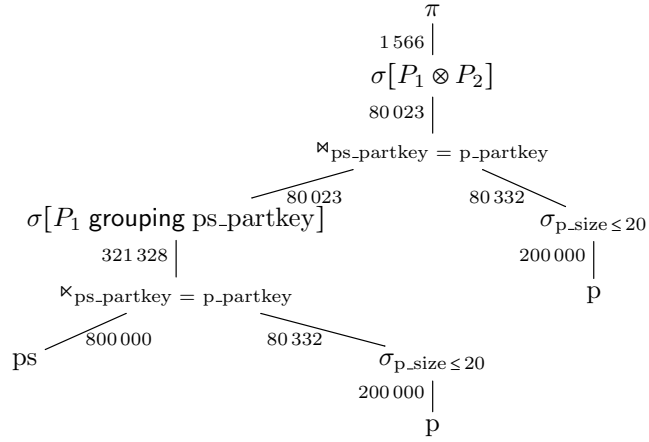 π
1 566
σ[P₁ ⊗ P₂]
80 023
⋈ps_partkey = p_partkey
80 023 80 332
σ[P₁ grouping ps_partkey] σp_size ≤ 20
321 328 200 000
⋉ps_partkey = p_partkey p
800 000 80 332
ps σp_size ≤ 20
200 000
p